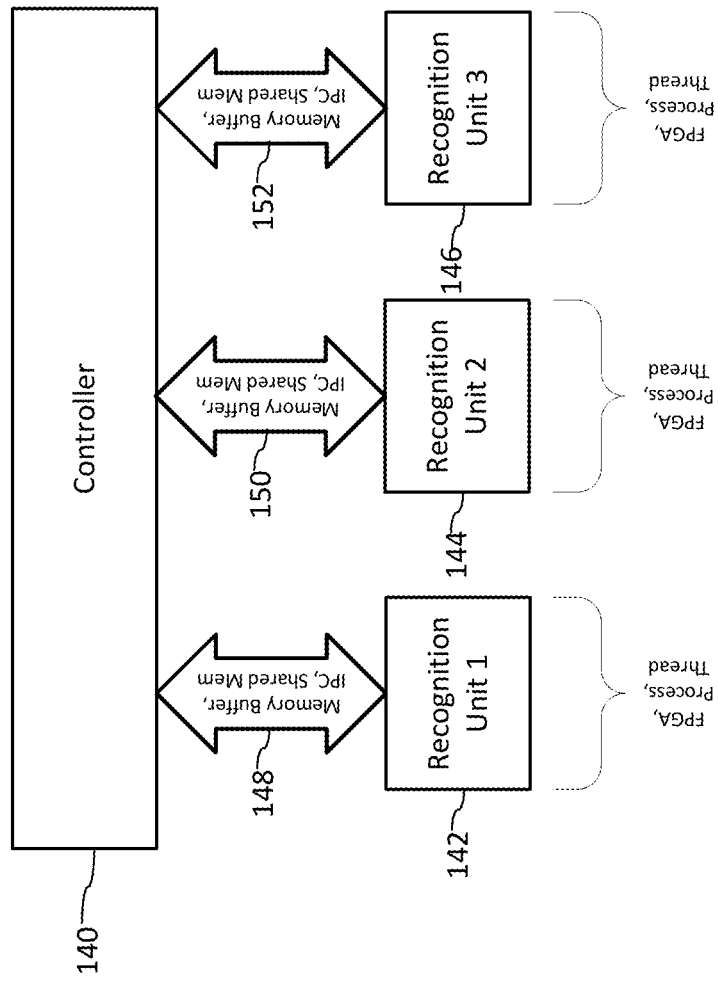 140
Controller
148
Memory Buffer,
IPC, Shared Mem
150
Memory Buffer,
IPC, Shared Mem
152
Memory Buffer,
IPC, Shared Mem
142
Recognition
Unit 1
144
Recognition
Unit 2
146
Recognition
Unit 3
FPGA,
Process,
Thread
FPGA,
Process,
Thread
FPGA,
Process,
Thread